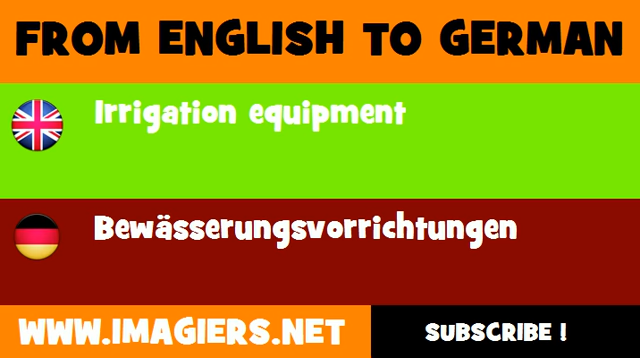 FROM ENGLISH TO GERMAN
Irrigation equipment
Bewässerungsvorrichtungen
WWW.IMAGIERS.NET
SUBSCRIBE !